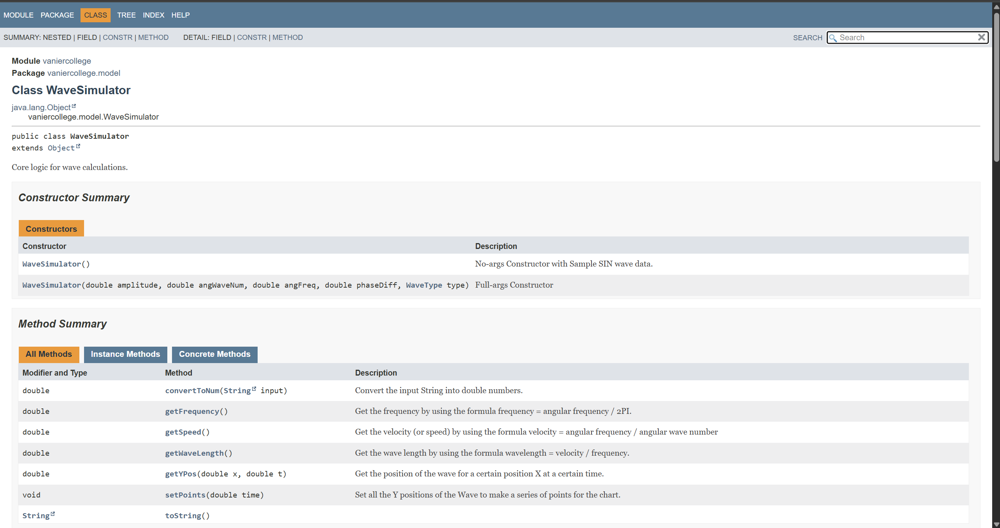 MODULE PACKAGE CLASS TREE INDEX HELP
SUMMARY: NESTED | FIELD | CONSTR | METHOD DETAIL: FIELD | CONSTR | METHOD SEARCH Search
Module vaniercollege
Package vaniercollege.model
Class WaveSimulator
java.lang.Object
vaniercollege.model.WaveSimulator
public class WaveSimulator
extends Object
Core logic for wave calculations.
Constructor Summary
Constructors
Constructor Description
WaveSimulator() No-args Constructor with Sample SIN wave data.
WaveSimulator(double amplitude, double angWaveNum, double angFreq, double phaseDiff, WaveType type) Full-args Constructor
Method Summary
All Methods Instance Methods Concrete Methods
Modifier and Type Method Description
double convertToNum(String input) Convert the input String into double numbers.
double getFrequency() Get the frequency by using the formula frequency = angular frequency / 2PI.
double getSpeed() Get the velocity (or speed) by using the formula velocity = angular frequency / angular wave number
double getWaveLength() Get the wave length by using the formula wavelength = velocity / frequency.
double getYPos(double x, double t) Get the position of the wave for a certain position X at a certain time.
void setPoints(double time) Set all the Y positions of the Wave to make a series of points for the chart.
String toString()